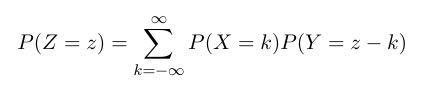 P(Z = z) = \sum_{k=-\infty}^{\infty} P(X = k)P(Y = z - k)